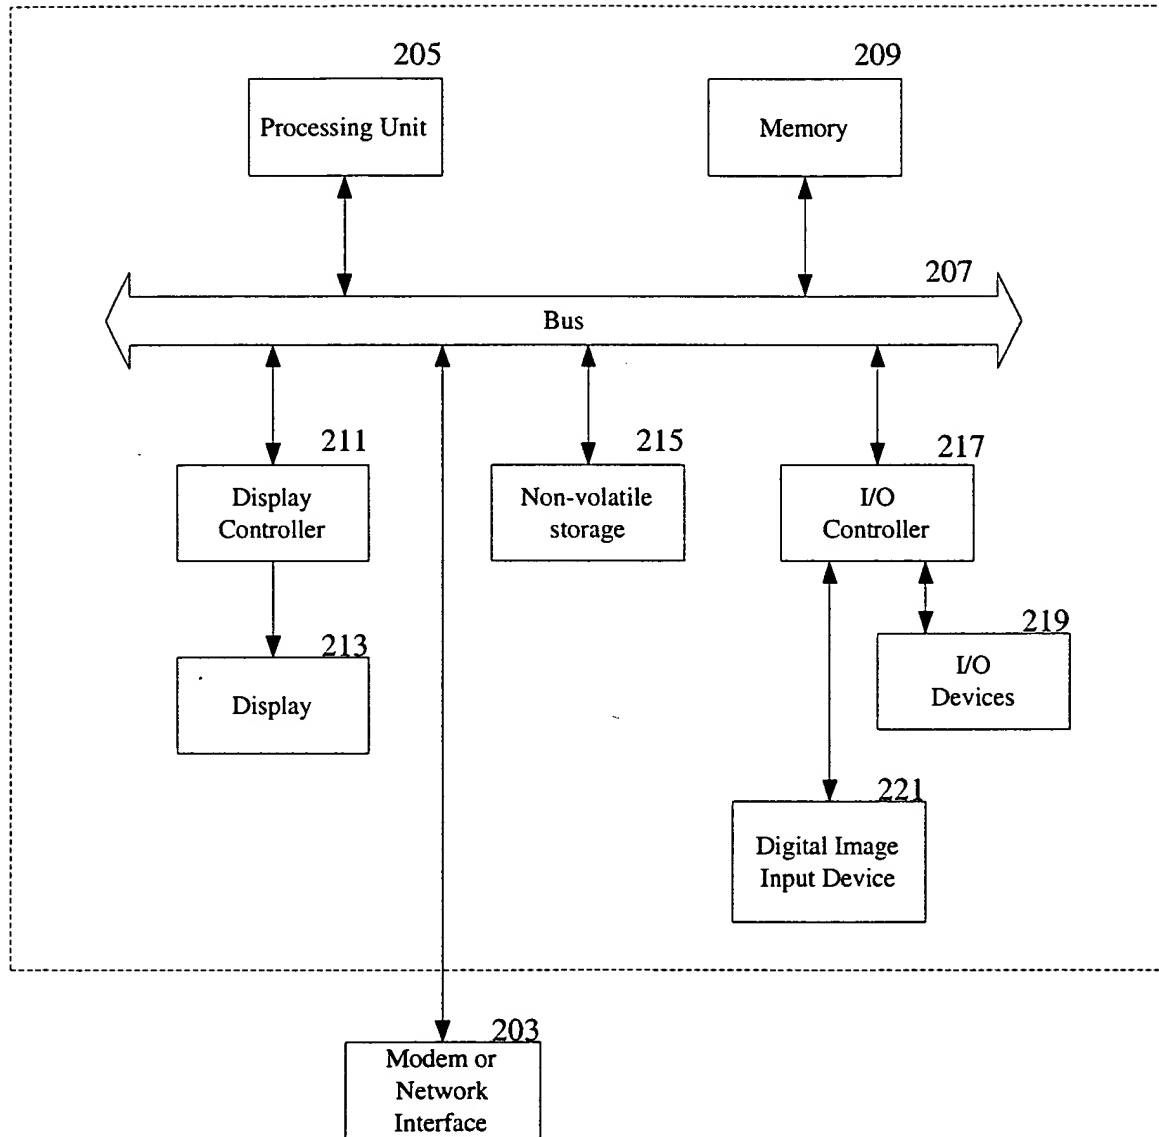 205
Processing Unit
209
Memory
207
Bus
211
Display
Controller
215
Non-volatile
storage
217
I/O
Controller
213
Display
219
I/O
Devices
221
Digital Image
Input Device
203
Modem or
Network
Interface